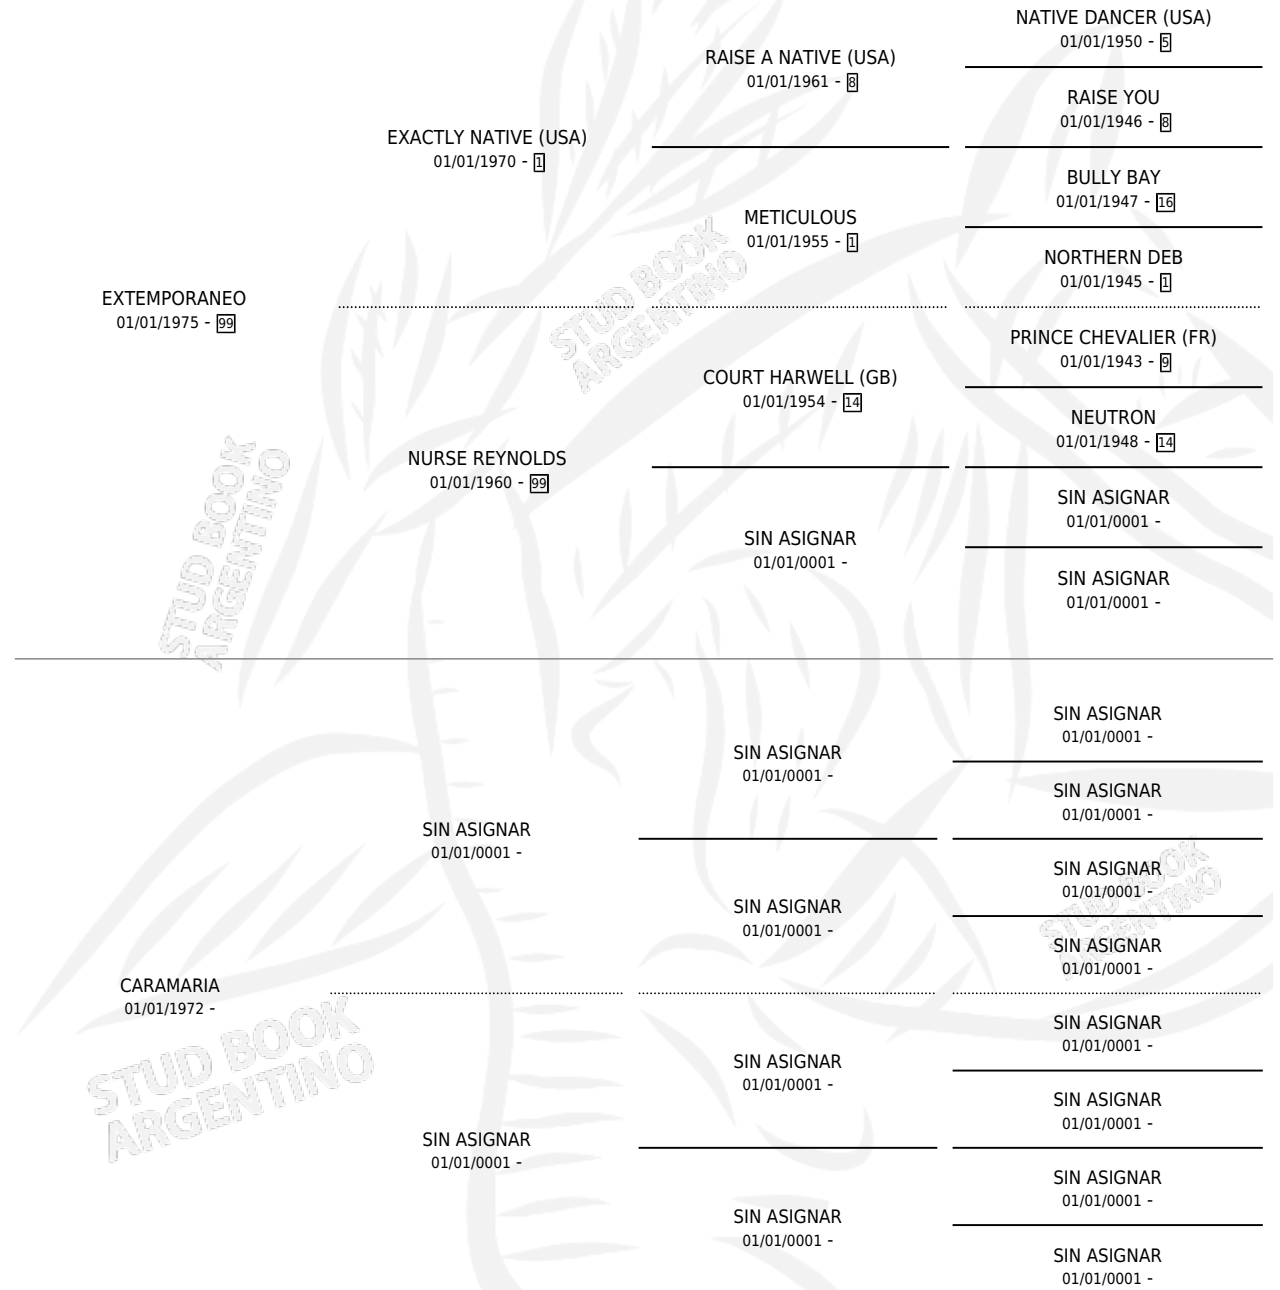 NATIVE DANCER (USA)
01/01/1950 - 5
RAISE A NATIVE (USA)
01/01/1961 - 8
RAISE YOU
01/01/1946 - 8
EXACTLY NATIVE (USA)
01/01/1970 - 1
BULLY BAY
01/01/1947 - 16
METICULOUS
01/01/1955 - 1
NORTHERN DEB
01/01/1945 - 1
EXTEMPORANEO
01/01/1975 - 99
PRINCE CHEVALIER (FR)
01/01/1943 - 9
COURT HARWELL (GB)
01/01/1954 - 14
NEUTRON
01/01/1948 - 14
NURSE REYNOLDS
01/01/1960 - 99
SIN ASIGNAR
01/01/0001 -
SIN ASIGNAR
01/01/0001 -
SIN ASIGNAR
01/01/0001 -
STUD BOOK
ARGENTINO
STUD BOOK
ARGENTINO
SIN ASIGNAR
01/01/0001 -
SIN ASIGNAR
01/01/0001 -
SIN ASIGNAR
01/01/0001 -
SIN ASIGNAR
01/01/0001 -
SIN ASIGNAR
01/01/0001 -
SIN ASIGNAR
01/01/0001 -
SIN ASIGNAR
01/01/0001 -
STUD BOOK
ARGENTINO
CARAMARIA
01/01/1972 -
SIN ASIGNAR
01/01/0001 -
SIN ASIGNAR
01/01/0001 -
SIN ASIGNAR
01/01/0001 -
SIN ASIGNAR
01/01/0001 -
SIN ASIGNAR
01/01/0001 -
SIN ASIGNAR
01/01/0001 -
SIN ASIGNAR
01/01/0001 -
STUD BOOK
ARGENTINO